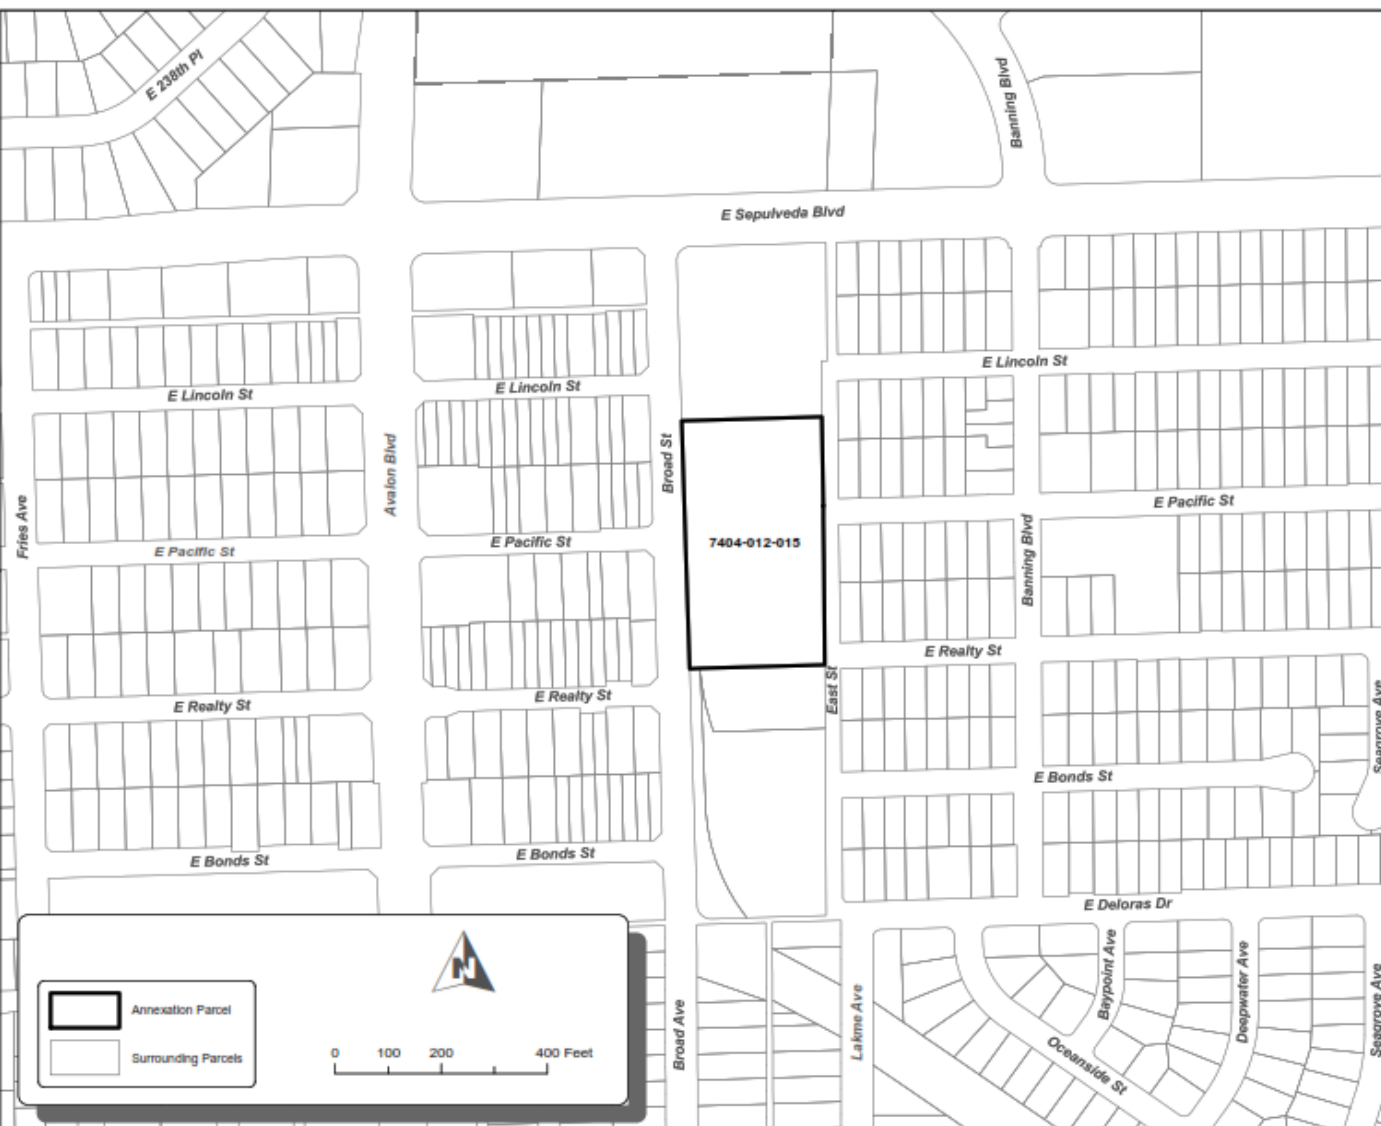 E 238th Pl
Banning Blvd
E Sepulveda Blvd
E Lincoln St
E Lincoln St
E Lincoln St
Fries Ave
Avalon Blvd
Broad St
E Pacific St
E Pacific St
E Pacific St
7404-012-015
Banning Blvd
E Realty St
E Realty St
E Realty St
East St
Seagrove Ave
E Bonds St
E Bonds St
E Bonds St
E Deloras Dr
N
Annexation Parcel
Surrounding Parcels
0 100 200 400 Feet
Broad Ave
Lakme Ave
Baypoint Ave
Oceanside St
Deepwater Ave
Seagrove Ave